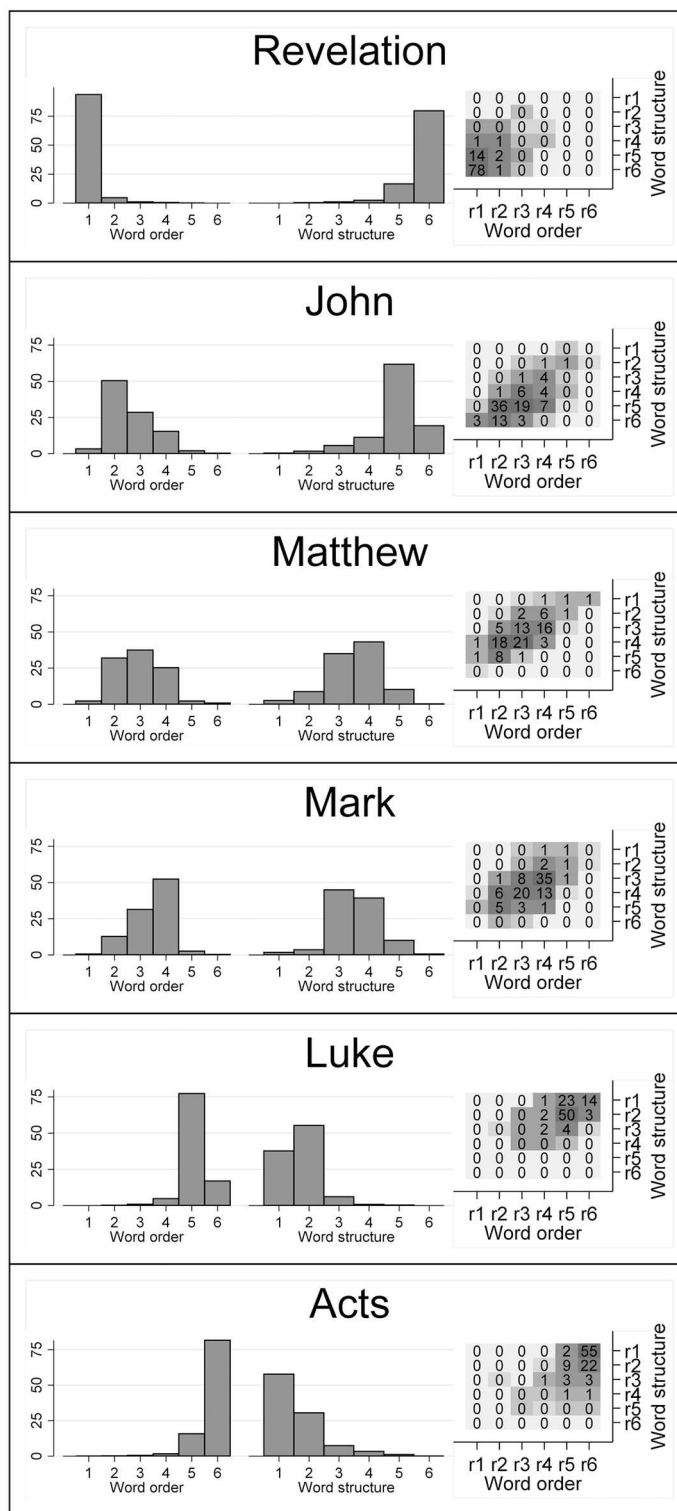 Revelation
75
50
25
0
1 2 3 4 5 6
Word order
1 2 3 4 5 6
Word structure
0 0 0 0 0 0 r1
0 0 0 0 0 0 r2
0 0 0 0 0 0 r3
1 1 0 0 0 0 r4
14 2 0 0 0 0 r5
78 1 0 0 0 0 r6
Word structure
r1 r2 r3 r4 r5 r6
Word order
John
75
50
25
0
1 2 3 4 5 6
Word order
1 2 3 4 5 6
Word structure
0 0 0 0 0 0 r1
0 0 0 1 1 0 r2
0 0 1 4 0 0 r3
0 1 6 4 0 0 r4
0 36 19 7 0 0 r5
3 13 3 0 0 0 r6
Word structure
r1 r2 r3 r4 r5 r6
Word order
Matthew
75
50
25
0
1 2 3 4 5 6
Word order
1 2 3 4 5 6
Word structure
0 0 0 1 1 1 r1
0 0 2 6 1 0 r2
0 5 13 16 0 0 r3
1 18 21 3 0 0 r4
1 8 1 0 0 0 r5
0 0 0 0 0 0 r6
Word structure
r1 r2 r3 r4 r5 r6
Word order
Mark
75
50
25
0
1 2 3 4 5 6
Word order
1 2 3 4 5 6
Word structure
0 0 0 1 1 0 r1
0 0 0 2 1 0 r2
0 1 8 35 1 0 r3
0 6 20 13 0 0 r4
0 5 3 1 0 0 r5
0 0 0 0 0 0 r6
Word structure
r1 r2 r3 r4 r5 r6
Word order
Luke
75
50
25
0
1 2 3 4 5 6
Word order
1 2 3 4 5 6
Word structure
0 0 0 1 23 14 r1
0 0 0 2 50 3 r2
0 0 0 2 4 0 r3
0 0 0 0 0 0 r4
0 0 0 0 0 0 r5
0 0 0 0 0 0 r6
Word structure
r1 r2 r3 r4 r5 r6
Word order
Acts
75
50
25
0
1 2 3 4 5 6
Word order
1 2 3 4 5 6
Word structure
0 0 0 0 2 55 r1
0 0 0 0 9 22 r2
0 0 0 1 3 3 r3
0 0 0 0 1 1 r4
0 0 0 0 0 0 r5
0 0 0 0 0 0 r6
Word structure
r1 r2 r3 r4 r5 r6
Word order